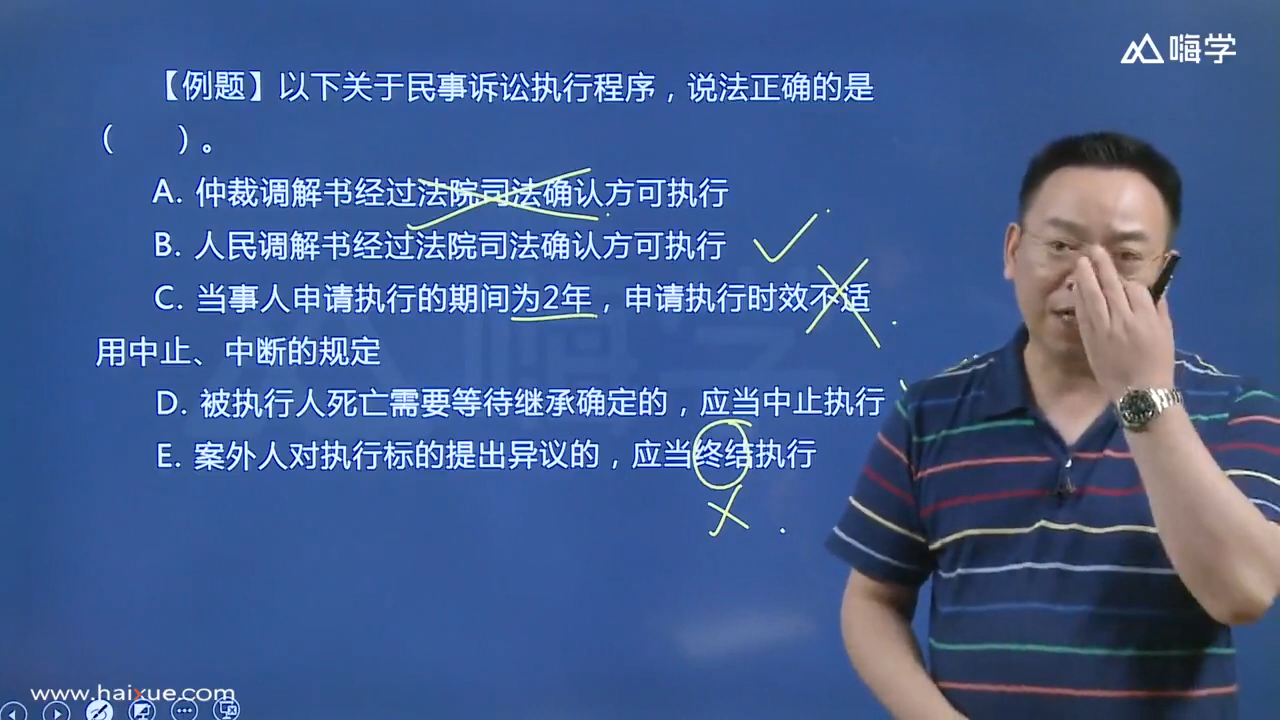 嗨学
【例题】以下关于民事诉讼执行程序，说法正确的是
（　　）。
A. 仲裁调解书经过法院司法确认方可执行
B. 人民调解书经过法院司法确认方可执行
C. 当事人申请执行的期间为2年，申请执行时效不适
用中止、中断的规定
D. 被执行人死亡需要等待继承确定的，应当中止执行
E. 案外人对执行标的提出异议的，应当终结执行
www.haixue.com